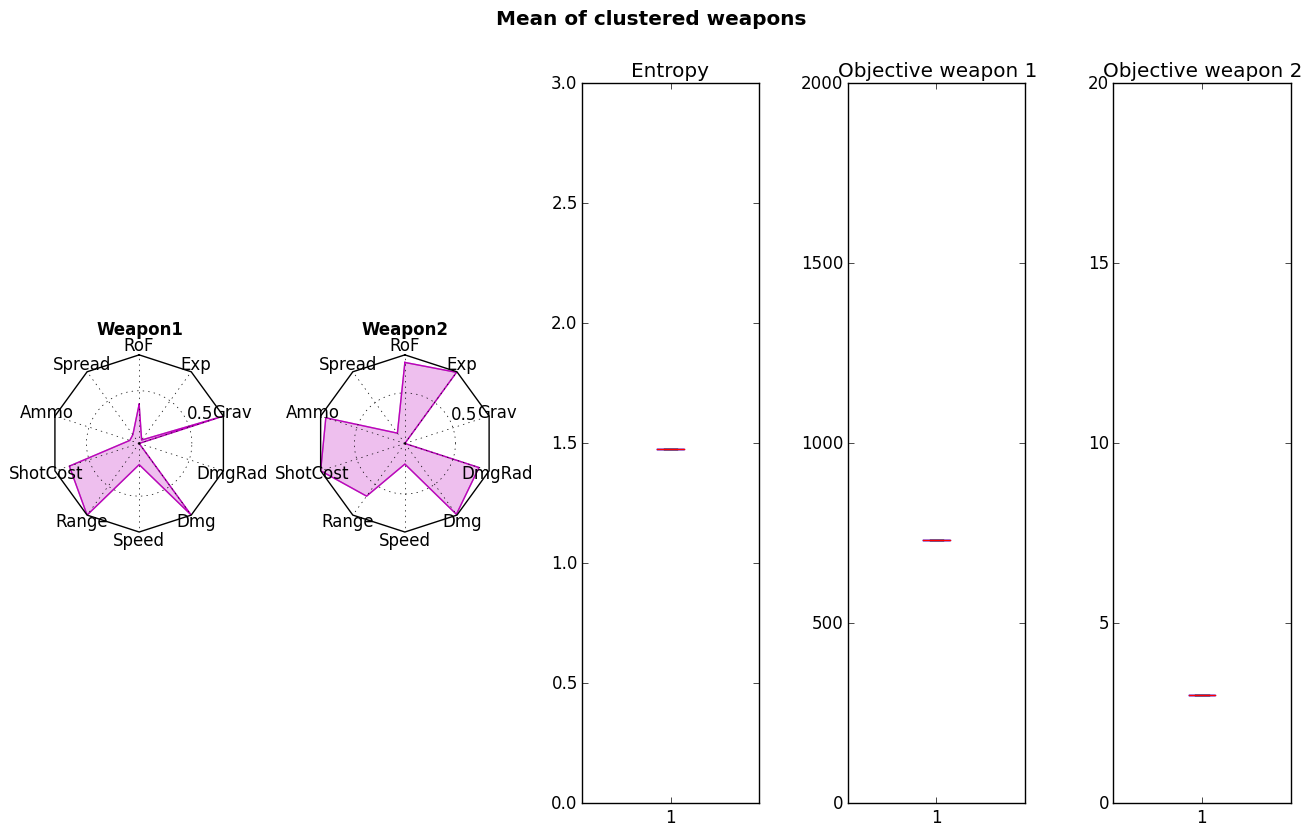 Mean of clustered weapons
Weapon1
RoF
Exp
Spread
0.5
Grav
Ammo
DmgRad
ShotCost
Dmg
Range
Speed
Weapon2
RoF
Exp
Spread
0.5
Grav
Ammo
DmgRad
ShotCost
Dmg
Range
Speed
Entropy
3.0
2.5
2.0
1.5
1.0
0.5
0.0
1
Objective weapon 1
2000
1500
1000
500
0
1
Objective weapon 2
20
15
10
5
0
1